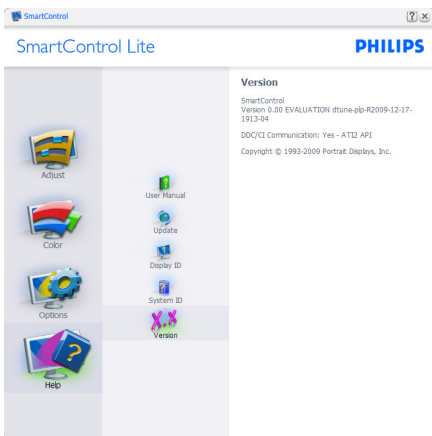 SmartControl
SmartControl Lite
PHILIPS
Adjust
Color
Options
Help
User Manual
Update
Display ID
System ID
X.X
Version
Version
SmartControl
Version 0.00 EVALUATION dtune-plp-R2009-12-17-
1913-04
DDC/CI Communication: Yes - ATI2 API
Copyright © 1993-2009 Portrait Displays, Inc.